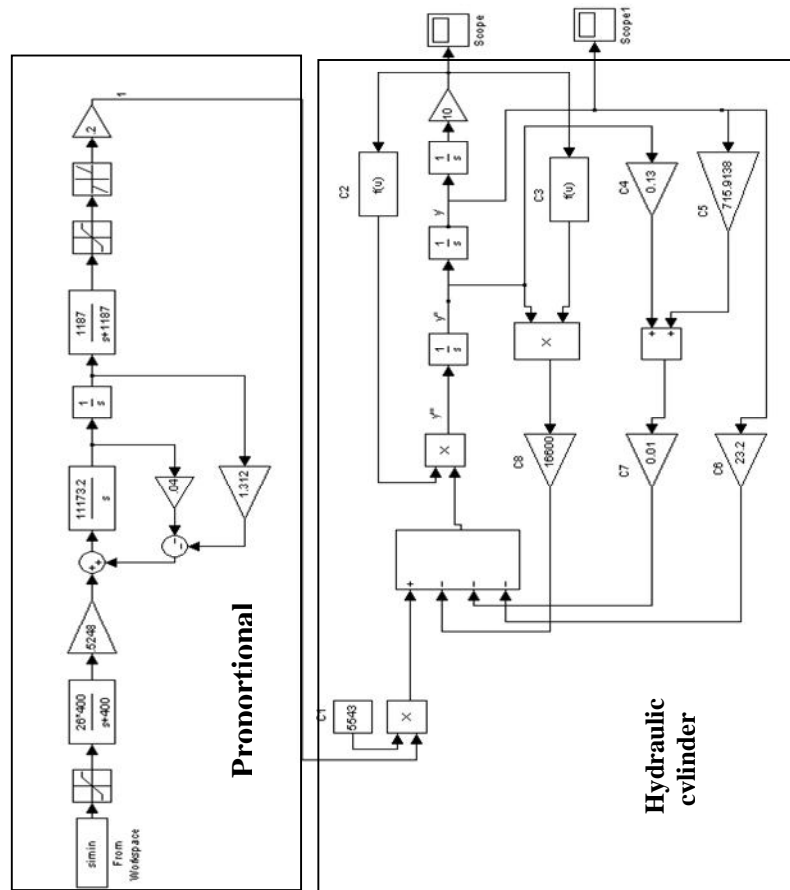 simin
From
Workspace
26*400
s+400
.5248
11173.2
s
.04
1.312
1
s
1187
s+1187
.2
1
Proportional
C1
5543
X
C2
f(u)
X
y'''
1
s
y''
1
s
y'
1
s
10
Scope
X
C3
f(u)
C8
16600
C4
0.13
C7
0.01
C5
715.9138
C6
23.2
Scope1
Hydraulic
cvlinder